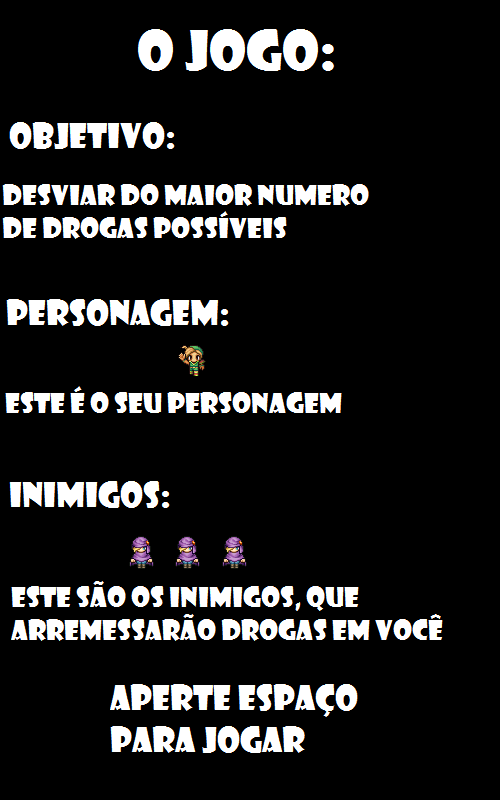 O JOGO:
OBJETIVO:
DESVIAR DO MAIOR NUMERO
DE DROGAS POSSÍVEIS
PERSONAGEM:
ESTE É O SEU PERSONAGEM
INIMIGOS:
ESTE SÃO OS INIMIGOS, QUE
ARREMESSARÃO DROGAS EM VOCÊ
APERTE ESPAÇO
PARA JOGAR